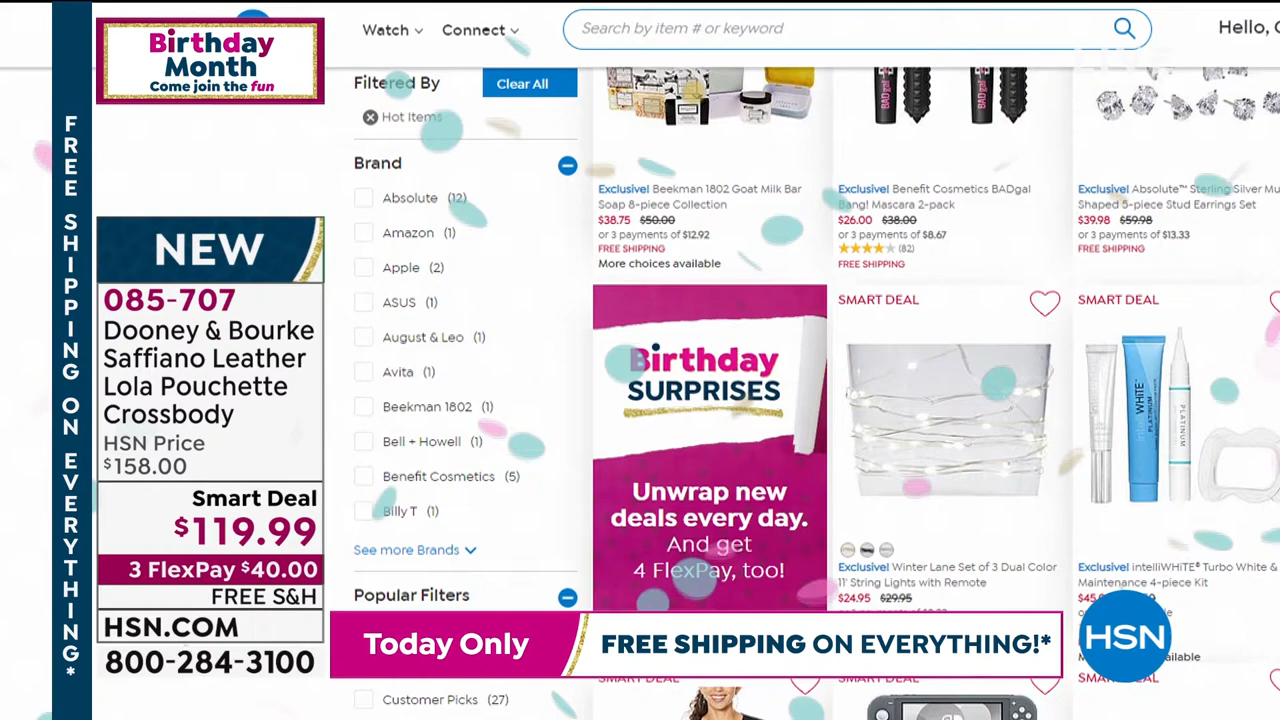 Birthday
Month
Come join the fun
FREE SHIPPING ON EVERYTHING*
NEW
085-707
Dooney & Bourke
Saffiano Leather
Lola Pouchette
Crossbody
HSN Price
$158.00
Smart Deal
$119.99
3 FlexPay $40.00
FREE S&H
HSN.COM
800-284-3100
Watch
Connect
Search by item # or keyword
Hello,
Filtered By
Clear All
Hot Items
Brand
Absolute (12)
Amazon (1)
Apple (2)
ASUS (1)
August & Leo (1)
Avita (1)
Beekman 1802 (1)
Bell + Howell (1)
Benefit Cosmetics (5)
Billy T (1)
See more Brands
Popular Filters
Customer Picks (27)
Exclusive! Beekman 1802 Goat Milk Bar
Soap 8-piece Collection
$38.75 $50.00
or 3 payments of $12.92
FREE SHIPPING
More choices available
BADgal
BADgal
Exclusive! Benefit Cosmetics BADgal
Bang! Mascara 2-pack
$26.00 $38.00
or 3 payments of $8.67
(82)
FREE SHIPPING
Exclusive! Absolute™ Sterling Silver
Shaped 5-piece Stud Earrings Set
$39.98 $59.98
or 3 payments of $13.33
FREE SHIPPING
Birthday
SURPRISES
Unwrap new
deals every day.
And get
4 FlexPay, too!
SMART DEAL
Exclusive! Winter Lane Set of 3 Dual Color
11' String Lights with Remote
$24.95 $29.95
SMART DEAL
WHITE
PLATINUM
PLATINUM
Exclusive! intelliWHiTE® Turbo White &
Maintenance 4-piece Kit
Today Only
FREE SHIPPING ON EVERYTHING!*
HSN
SMART DEAL
SMART DEAL